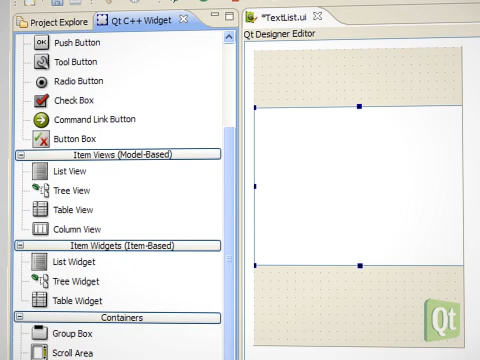 Project Explore
Qt C++ Widget
*TextList.ui
Qt Designer Editor
OK
Push Button
Tool Button
Radio Button
Check Box
Command Link Button
Button Box
Item Views (Model-Based)
List View
Tree View
Table View
Column View
Item Widgets (Item-Based)
List Widget
Tree Widget
Table Widget
Containers
Group Box
Scroll Area
Qt